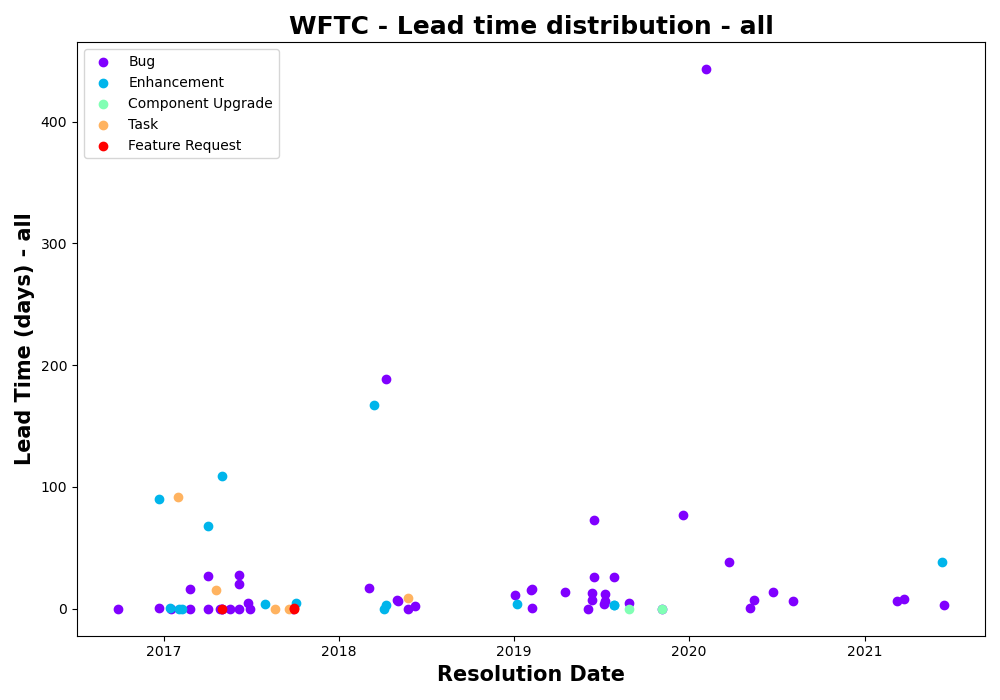 WFTC - Lead time distribution - all
Bug
Enhancement
Component Upgrade
Task
Feature Request
Lead Time (days) - all
400
300
200
100
0
2017
2018
2019
2020
2021
Resolution Date